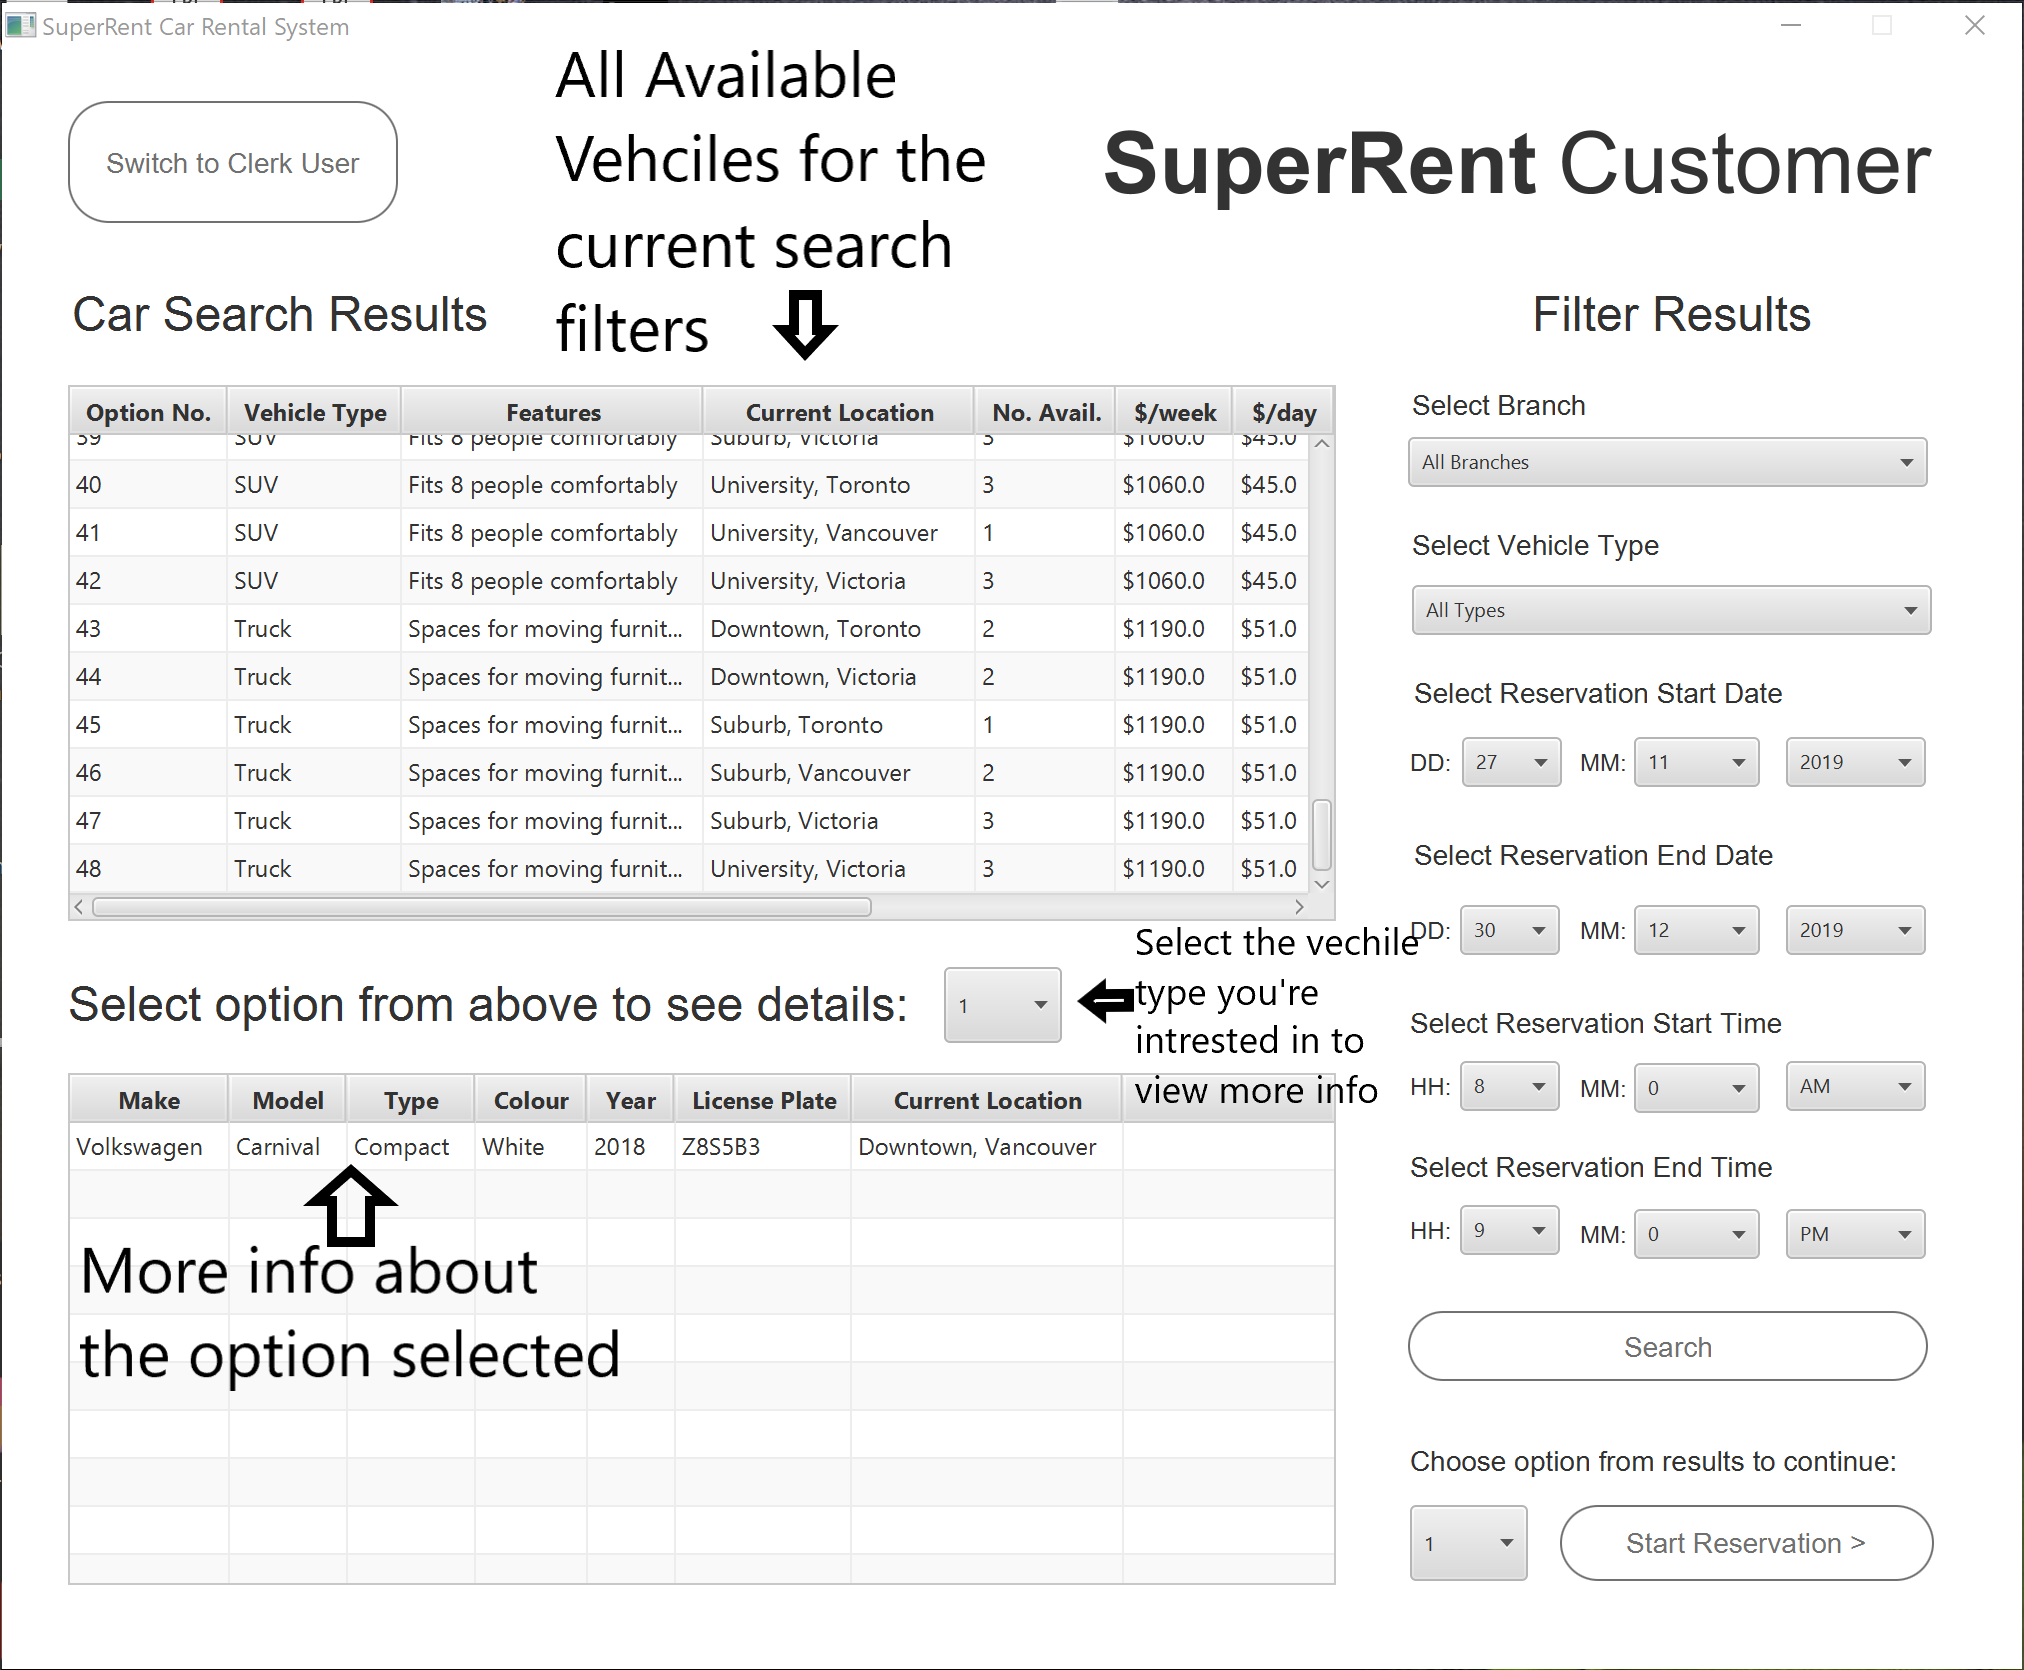 SuperRent Car Rental System
All Available
Vehciles for the
current search
filters
Switch to Clerk User
SuperRent Customer
Car Search Results
Filter Results
Option No. Vehicle Type Features Current Location No. Avail. $/week $/day
39 SUV Fits 8 people comfortably Suburb, Victoria 3 $1060.0 $45.0
40 SUV Fits 8 people comfortably University, Toronto 3 $1060.0 $45.0
41 SUV Fits 8 people comfortably University, Vancouver 1 $1060.0 $45.0
42 SUV Fits 8 people comfortably University, Victoria 3 $1060.0 $45.0
43 Truck Spaces for moving furnit... Downtown, Toronto 2 $1190.0 $51.0
44 Truck Spaces for moving furnit... Downtown, Victoria 2 $1190.0 $51.0
45 Truck Spaces for moving furnit... Suburb, Toronto 1 $1190.0 $51.0
46 Truck Spaces for moving furnit... Suburb, Vancouver 2 $1190.0 $51.0
47 Truck Spaces for moving furnit... Suburb, Victoria 3 $1190.0 $51.0
48 Truck Spaces for moving furnit... University, Victoria 3 $1190.0 $51.0
Select option from above to see details: 1
Select the vechile
type you're
intrested in to
view more info
Make Model Type Colour Year License Plate Current Location
Volkswagen Carnival Compact White 2018 Z8S5B3 Downtown, Vancouver
More info about
the option selected
Select Branch
All Branches
Select Vehicle Type
All Types
Select Reservation Start Date
DD: 27 MM: 11 2019
Select Reservation End Date
DD: 30 MM: 12 2019
Select Reservation Start Time
HH: 8 MM: 0 AM
Select Reservation End Time
HH: 9 MM: 0 PM
Search
Choose option from results to continue:
1 Start Reservation >